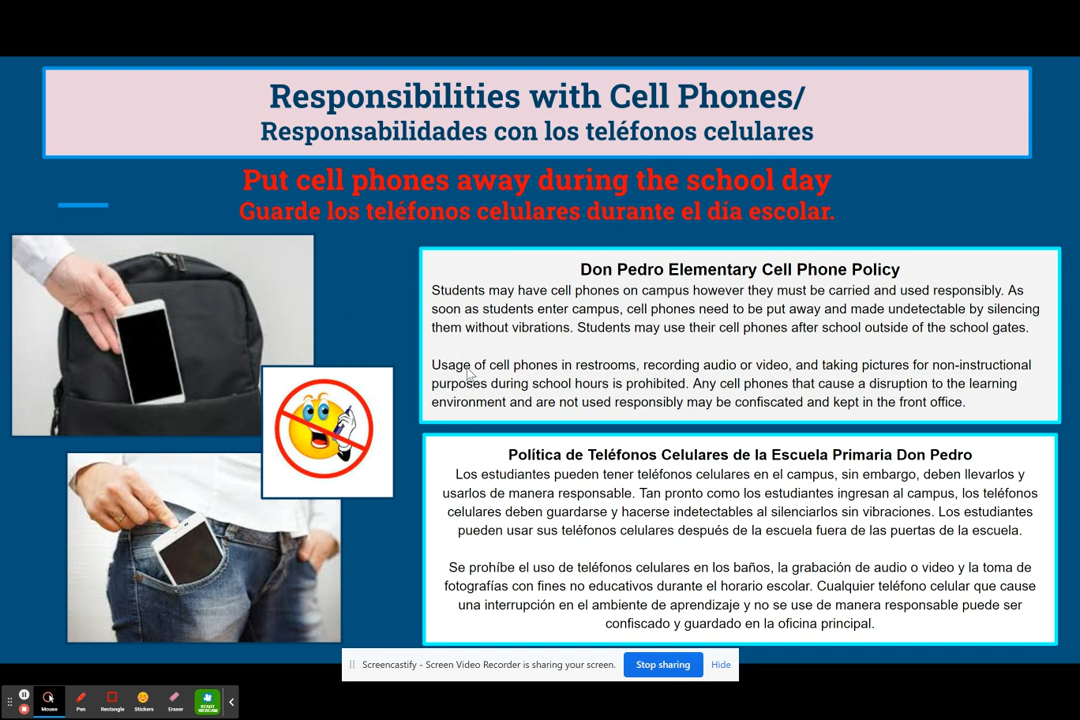 Responsibilities with Cell Phones/
Responsabilidades con los teléfonos celulares
Put cell phones away during the school day
Guarde los teléfonos celulares durante el día escolar.
Don Pedro Elementary Cell Phone Policy
Students may have cell phones on campus however they must be carried and used responsibly. As
soon as students enter campus, cell phones need to be put away and made undetectable by silencing
them without vibrations. Students may use their cell phones after school outside of the school gates.
Usage of cell phones in restrooms, recording audio or video, and taking pictures for non-instructional
purposes during school hours is prohibited. Any cell phones that cause a disruption to the learning
environment and are not used responsibly may be confiscated and kept in the front office.
Política de Teléfonos Celulares de la Escuela Primaria Don Pedro
Los estudiantes pueden tener teléfonos celulares en el campus, sin embargo, deben llevarlos y
usarlos de manera responsable. Tan pronto como los estudiantes ingresan al campus, los teléfonos
celulares deben guardarse y hacerse indetectables al silenciarlos sin vibraciones. Los estudiantes
pueden usar sus teléfonos celulares después de la escuela fuera de las puertas de la escuela.
Se prohíbe el uso de teléfonos celulares en los baños, la grabación de audio o video y la toma de
fotografías con fines no educativos durante el horario escolar. Cualquier teléfono celular que cause
una interrupción en el ambiente de aprendizaje y no se use de manera responsable puede ser
confiscado y guardado en la oficina principal.
Screencastify - Screen Video Recorder is sharing your screen. Stop sharing Hide
Mouse Pen Rectangle Stickers Eraser START WEBCAM